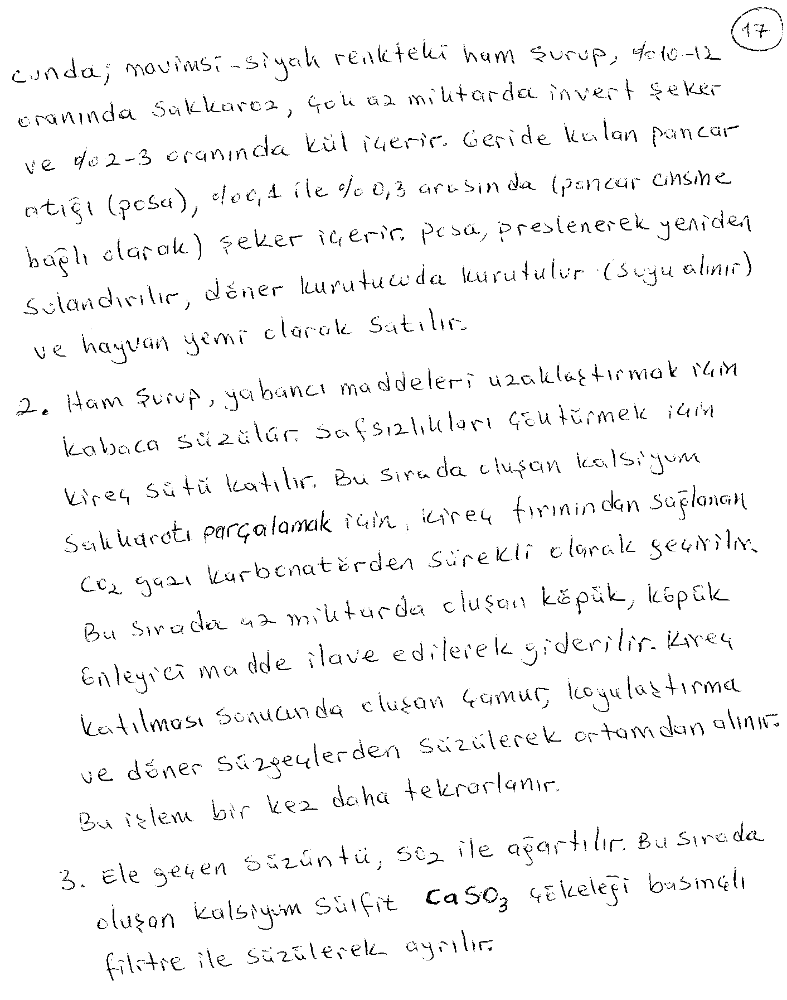 17
cunda; mavimsi-siyah renkteki ham şurup, %10-12
oranında sakkaroz, çok az miktarda invert şeker
ve %2-3 oranında kül içerir. Geride kalan pancar
atığı (posa), %0,1 ile %0,3 arasında (pancar cinsine
bağlı olarak) şeker içerir. Posa, preslenerek yeniden
sulandırılır, döner kurutucuda kurutulur (suyu alınır)
ve hayvan yemi olarak satılır.
2. Ham şurup, yabancı maddeleri uzaklaştırmak için
kabaca süzülür. Safsızlıkları çöktürmek için
kireç sütü katılır. Bu sırada oluşan kalsiyum
sakkaratı parçalamak için, kireç fırınından sağlanan
CO2 gazı karbonatörden sürekli olarak geçirilir.
Bu sırada az miktarda oluşan köpük, köpük
önleyici madde ilave edilerek giderilir. Kireç
katılması sonucunda oluşan çamur, koyulaştırma
ve döner süzgeçlerden süzülerek ortamdan alınır.
Bu işlem bir kez daha tekrarlanır.
3. Ele geçen süzüntü, SO2 ile ağartılır. Bu sırada
oluşan kalsiyum sülfit CaSO3 çökeleği basınçlı
filitre ile süzülerek ayrılır.